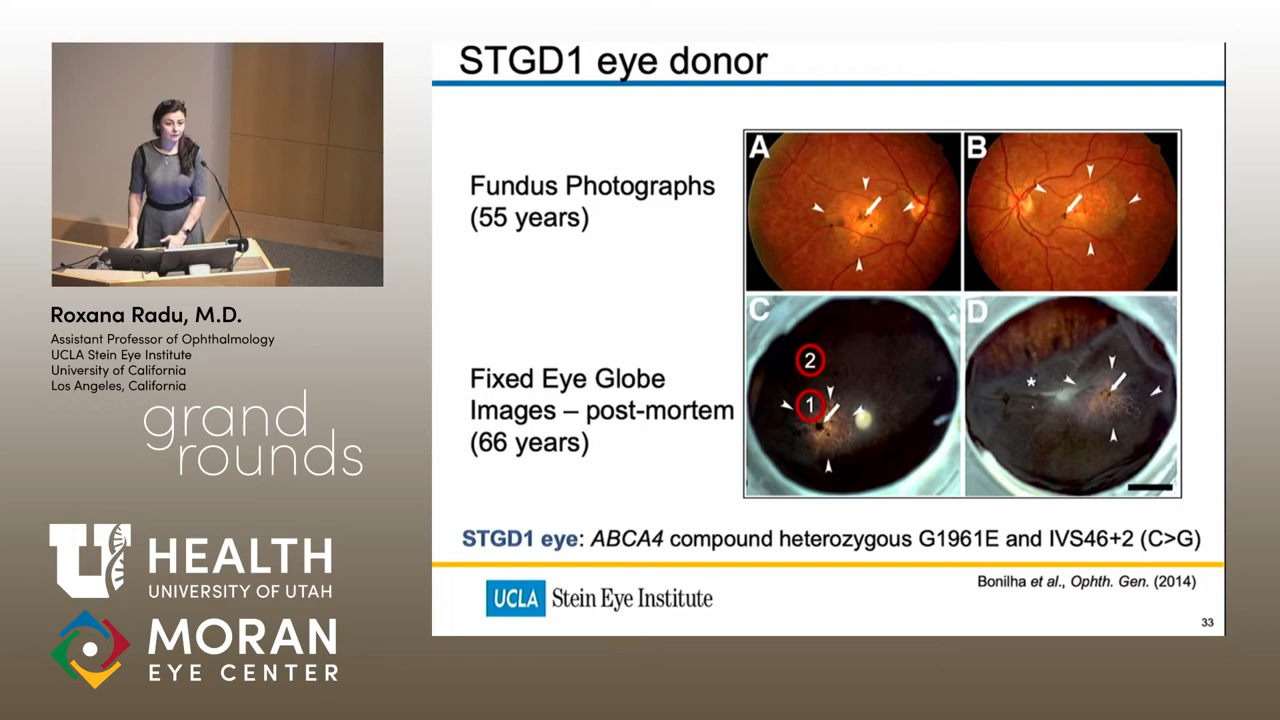 STGD1 eye donor
Fundus Photographs
(55 years)
A
B
C
D
2
1
*
Fixed Eye Globe
Images – post-mortem
(66 years)
STGD1 eye: ABCA4 compound heterozygous G1961E and IVS46+2 (C>G)
Bonilha et al., Ophth. Gen. (2014)
UCLA Stein Eye Institute
33
Roxana Radu, M.D.
Assistant Professor of Ophthalmology
UCLA Stein Eye Institute
University of California
Los Angeles, California
grand
rounds
U HEALTH
UNIVERSITY OF UTAH
MORAN
EYE CENTER